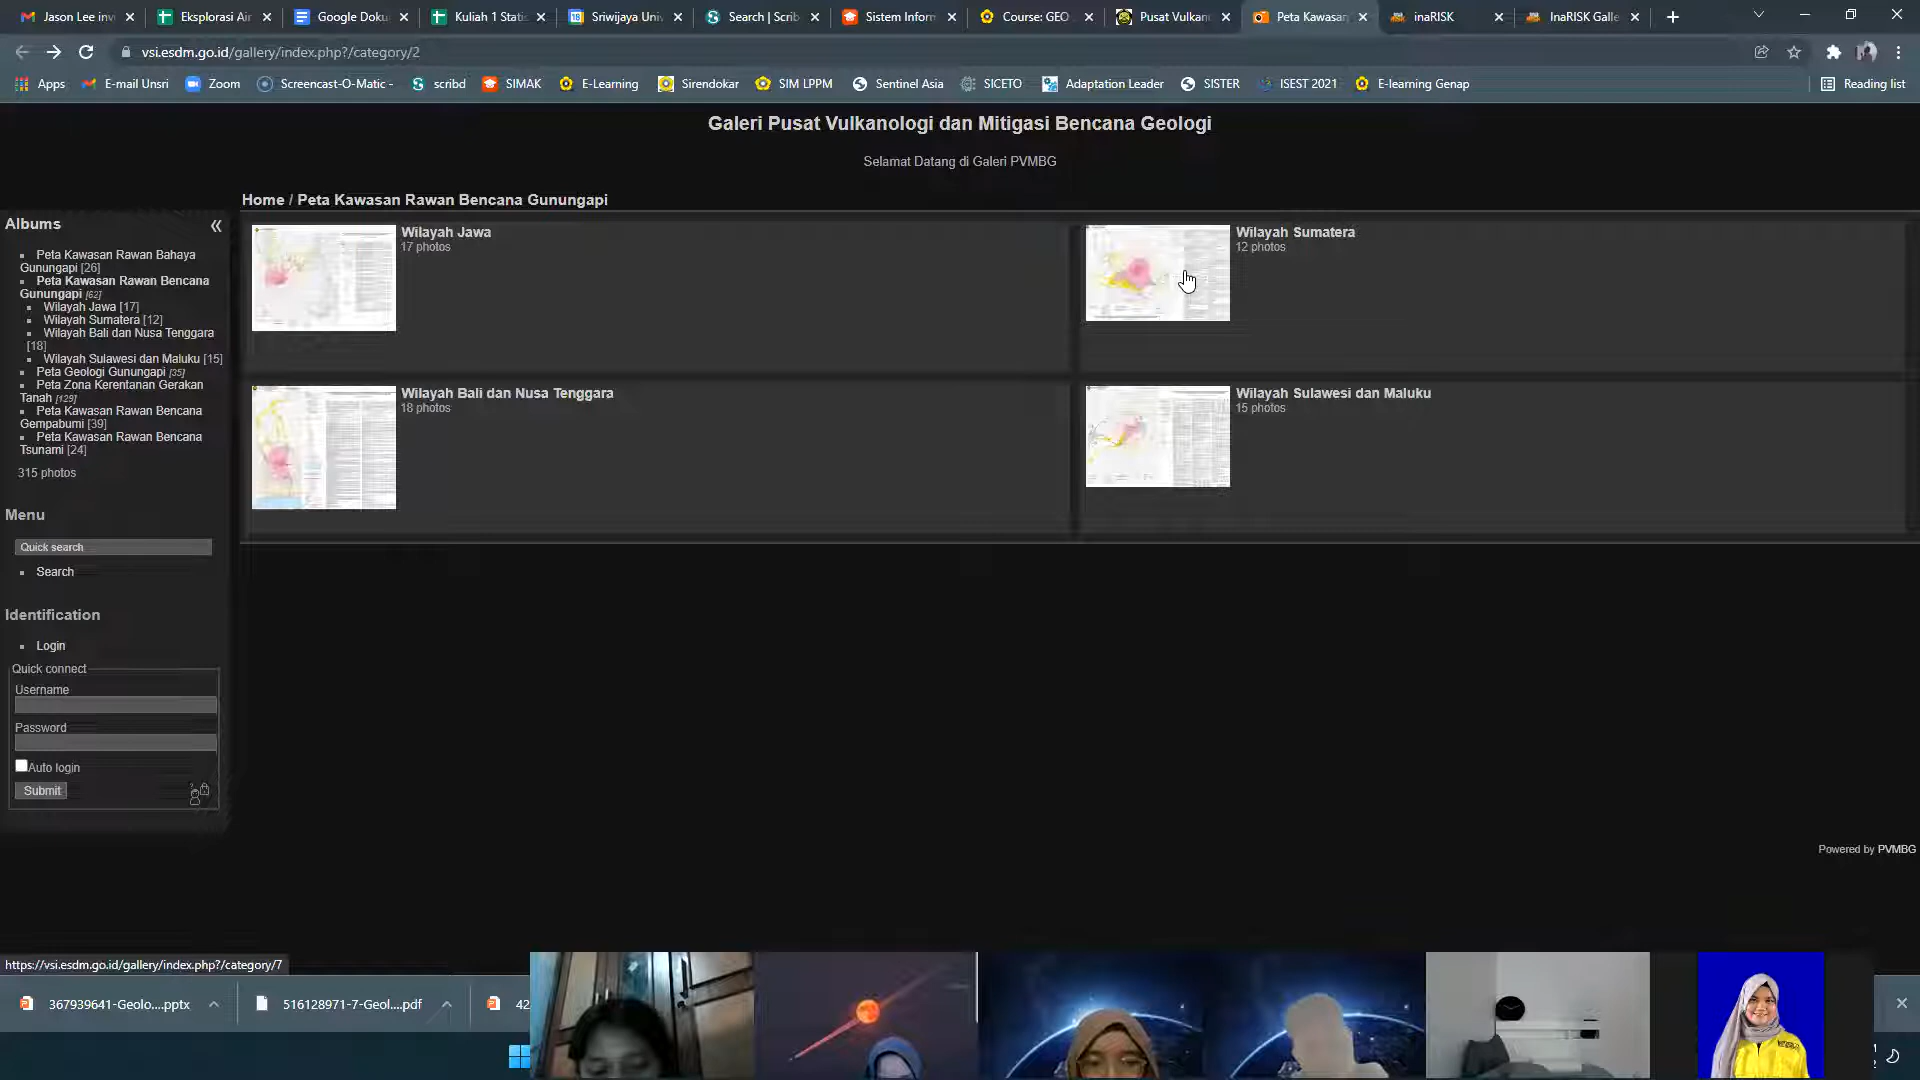 Jason Lee inv
Eksplorasi Air
Google Doku
Kuliah 1 Statis
Sriwijaya Univ
Search | Scrib
Sistem Inform
Course: GEO
Pusat Vulkan
Peta Kawasan
inaRISK
InaRISK Galle
vsi.esdm.go.id/gallery/index.php?/category/2
Apps
E-mail Unsri
Zoom
Screencast-O-Matic -
scribd
SIMAK
E-Learning
Sirendokar
SIM LPPM
Sentinel Asia
SICETO
Adaptation Leader
SISTER
ISEST 2021
E-learning Genap
Reading list
Galeri Pusat Vulkanologi dan Mitigasi Bencana Geologi
Selamat Datang di Galeri PVMBG
Home / Peta Kawasan Rawan Bencana Gunungapi
Albums
«
Peta Kawasan Rawan Bahaya
Gunungapi [26]
Peta Kawasan Rawan Bencana
Gunungapi [62]
Wilayah Jawa [17]
Wilayah Sumatera [12]
Wilayah Bali dan Nusa Tenggara
[18]
Wilayah Sulawesi dan Maluku [15]
Peta Geologi Gunungapi [35]
Peta Zona Kerentanan Gerakan
Tanah [129]
Peta Kawasan Rawan Bencana
Gempabumi [39]
Peta Kawasan Rawan Bencana
Tsunami [24]
315 photos
Menu
Quick search
Search
Identification
Login
Quick connect
Username
Password
Auto login
Submit
Wilayah Jawa
17 photos
Wilayah Sumatera
12 photos
Wilayah Bali dan Nusa Tenggara
18 photos
Wilayah Sulawesi dan Maluku
15 photos
Powered by PVMBG
https://vsi.esdm.go.id/gallery/index.php?/category/7
367939641-Geolo....pptx
516128971-7-Geol....pdf
42